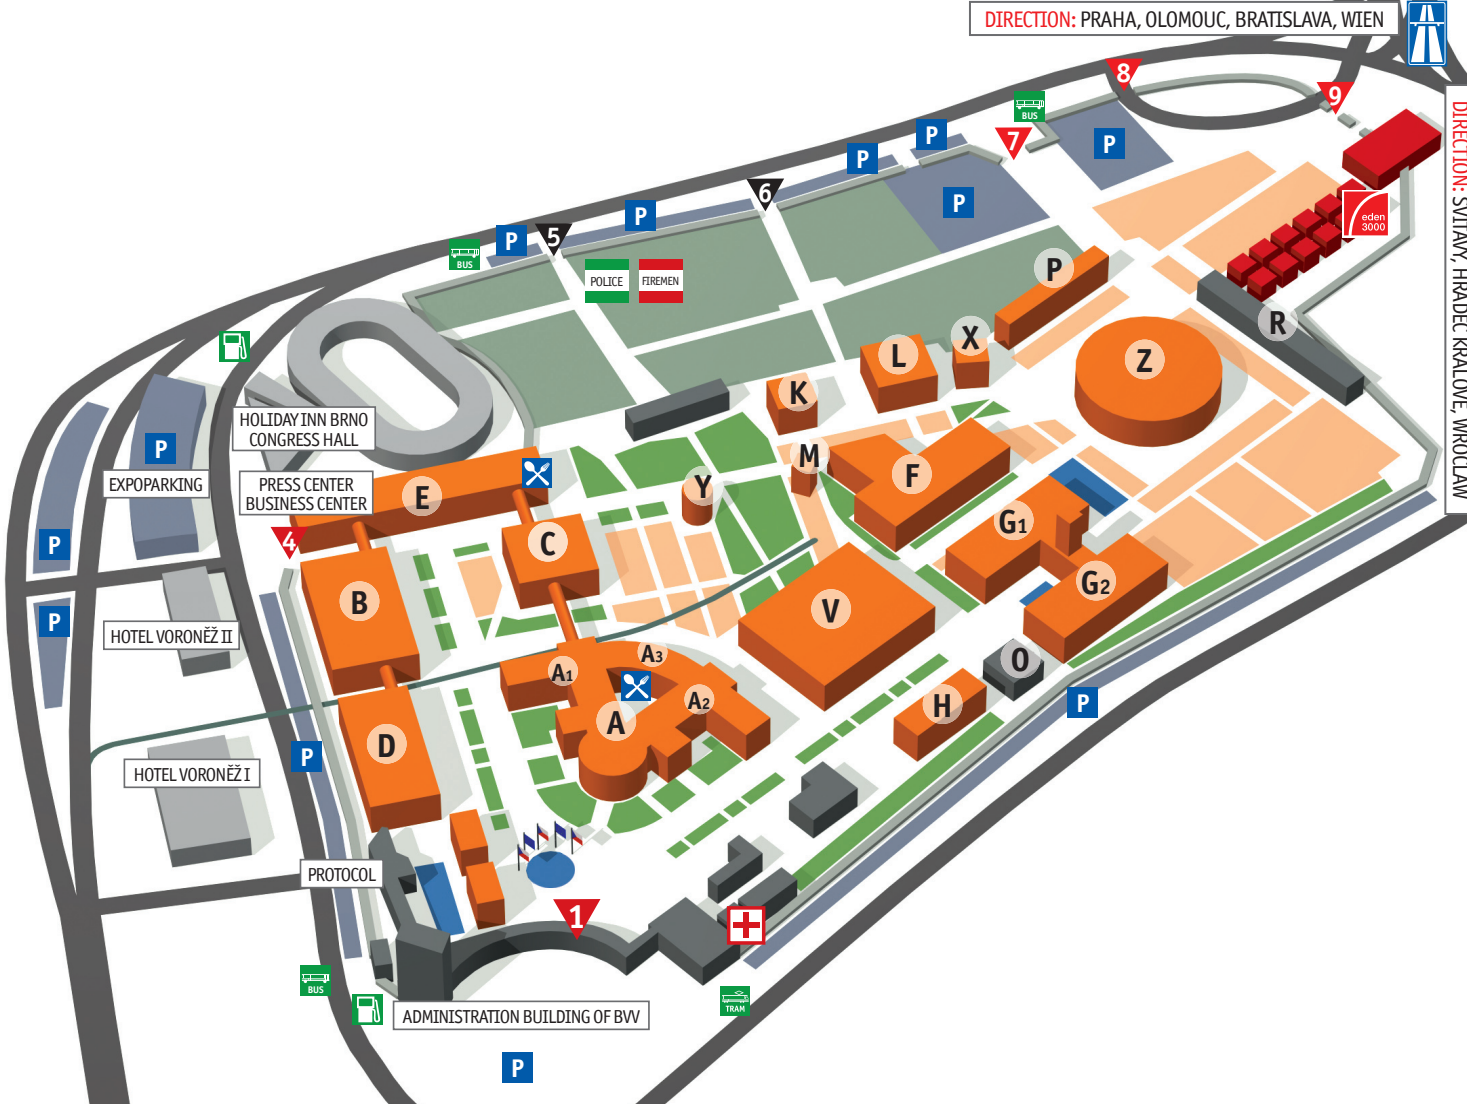 DIRECTION: PRAHA, OLOMOUC, BRATISLAVA, WIEN
DIRECTION: SVITAVY, HRADEC KRÁLOVÉ, WROCLAW
8
9
BUS
7
P
P
P
P
6
P
5
P
BUS
POLICE
FIREMEN
eden
3000
P
R
X
L
Z
K
HOLIDAY INN BRNO
CONGRESS HALL
P
EXPOPARKING
PRESS CENTER
BUSINESS CENTER
E
M
F
Y
G1
P
4
C
G2
B
V
P
HOTEL VORONĚŽ II
A3
O
A1
A2
P
H
A
D
P
HOTEL VORONĚŽ I
PROTOCOL
1
BUS
TRAM
ADMINISTRATION BUILDING OF BVV
P